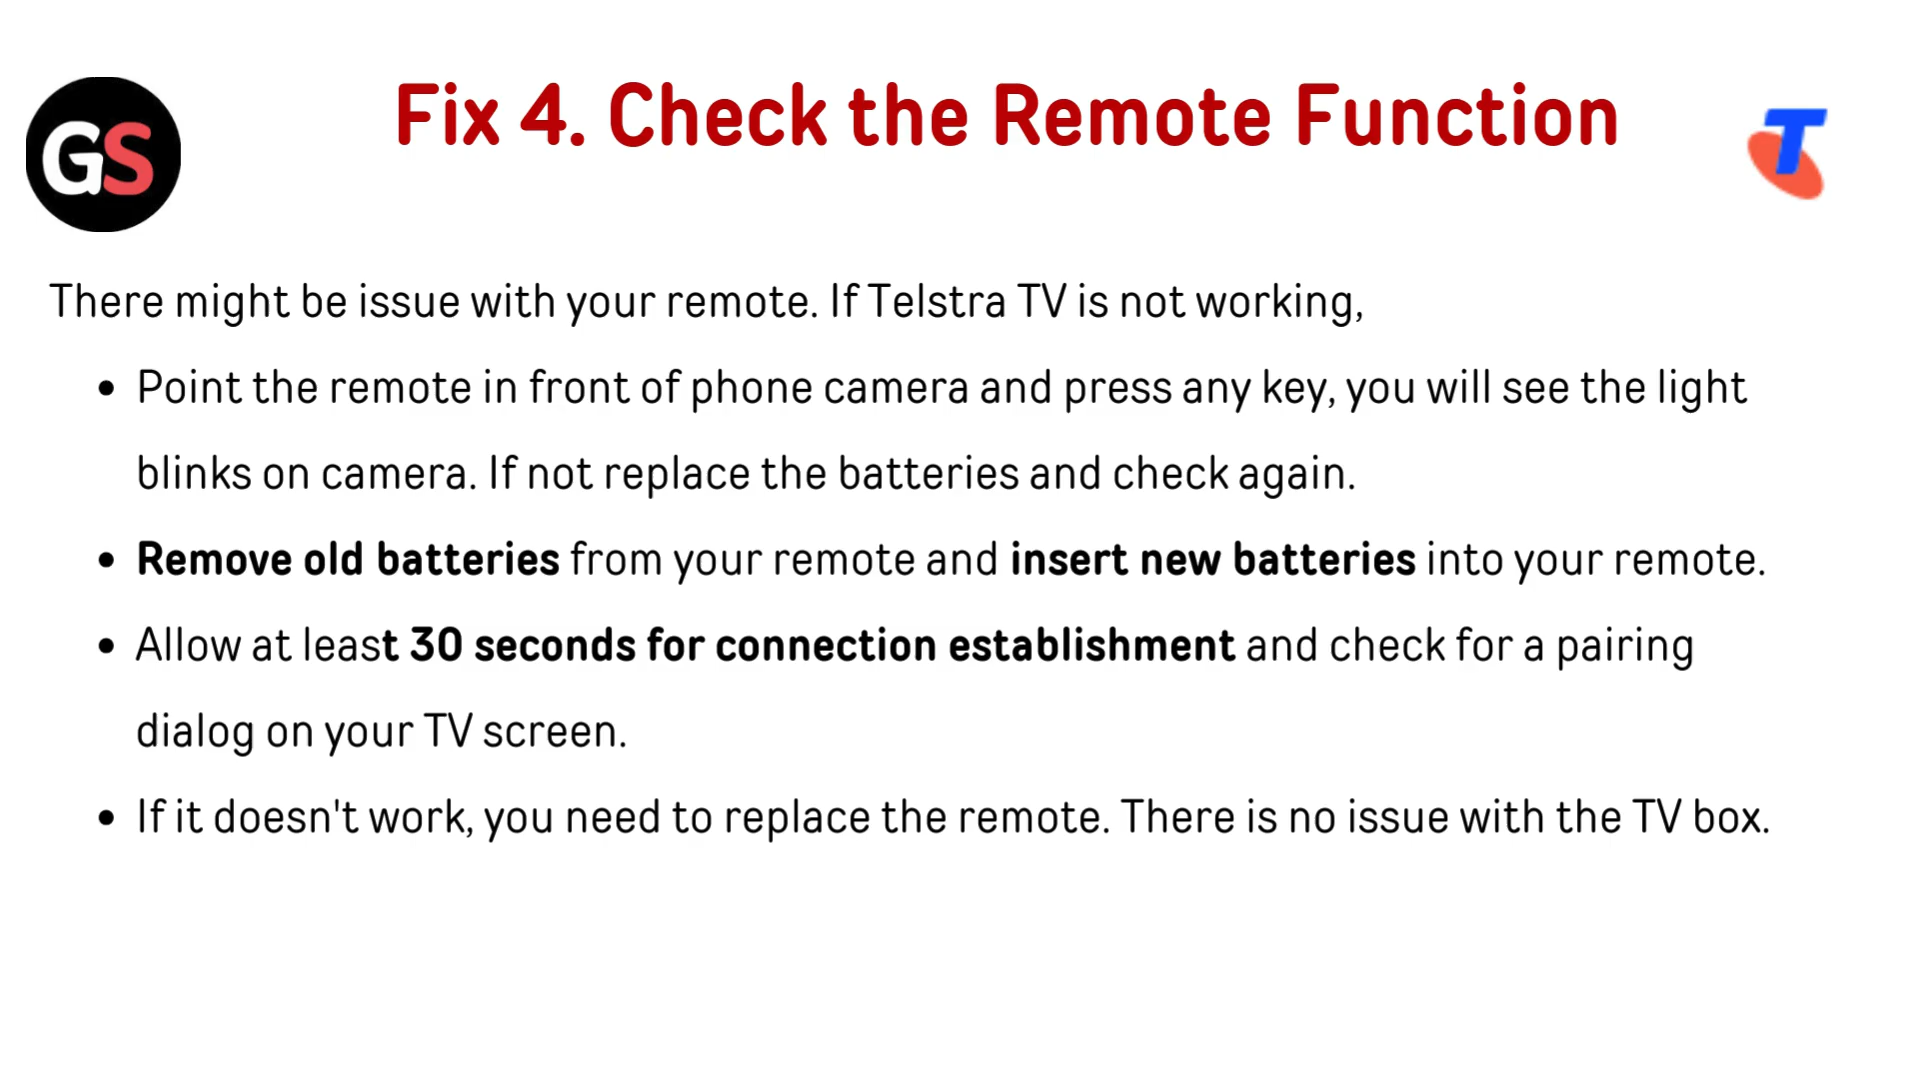 GS
Fix 4. Check the Remote Function
T
There might be issue with your remote. If Telstra TV is not working,
• Point the remote in front of phone camera and press any key, you will see the light
blinks on camera. If not replace the batteries and check again.
• Remove old batteries from your remote and insert new batteries into your remote.
• Allow at least 30 seconds for connection establishment and check for a pairing
dialog on your TV screen.
• If it doesn't work, you need to replace the remote. There is no issue with the TV box.